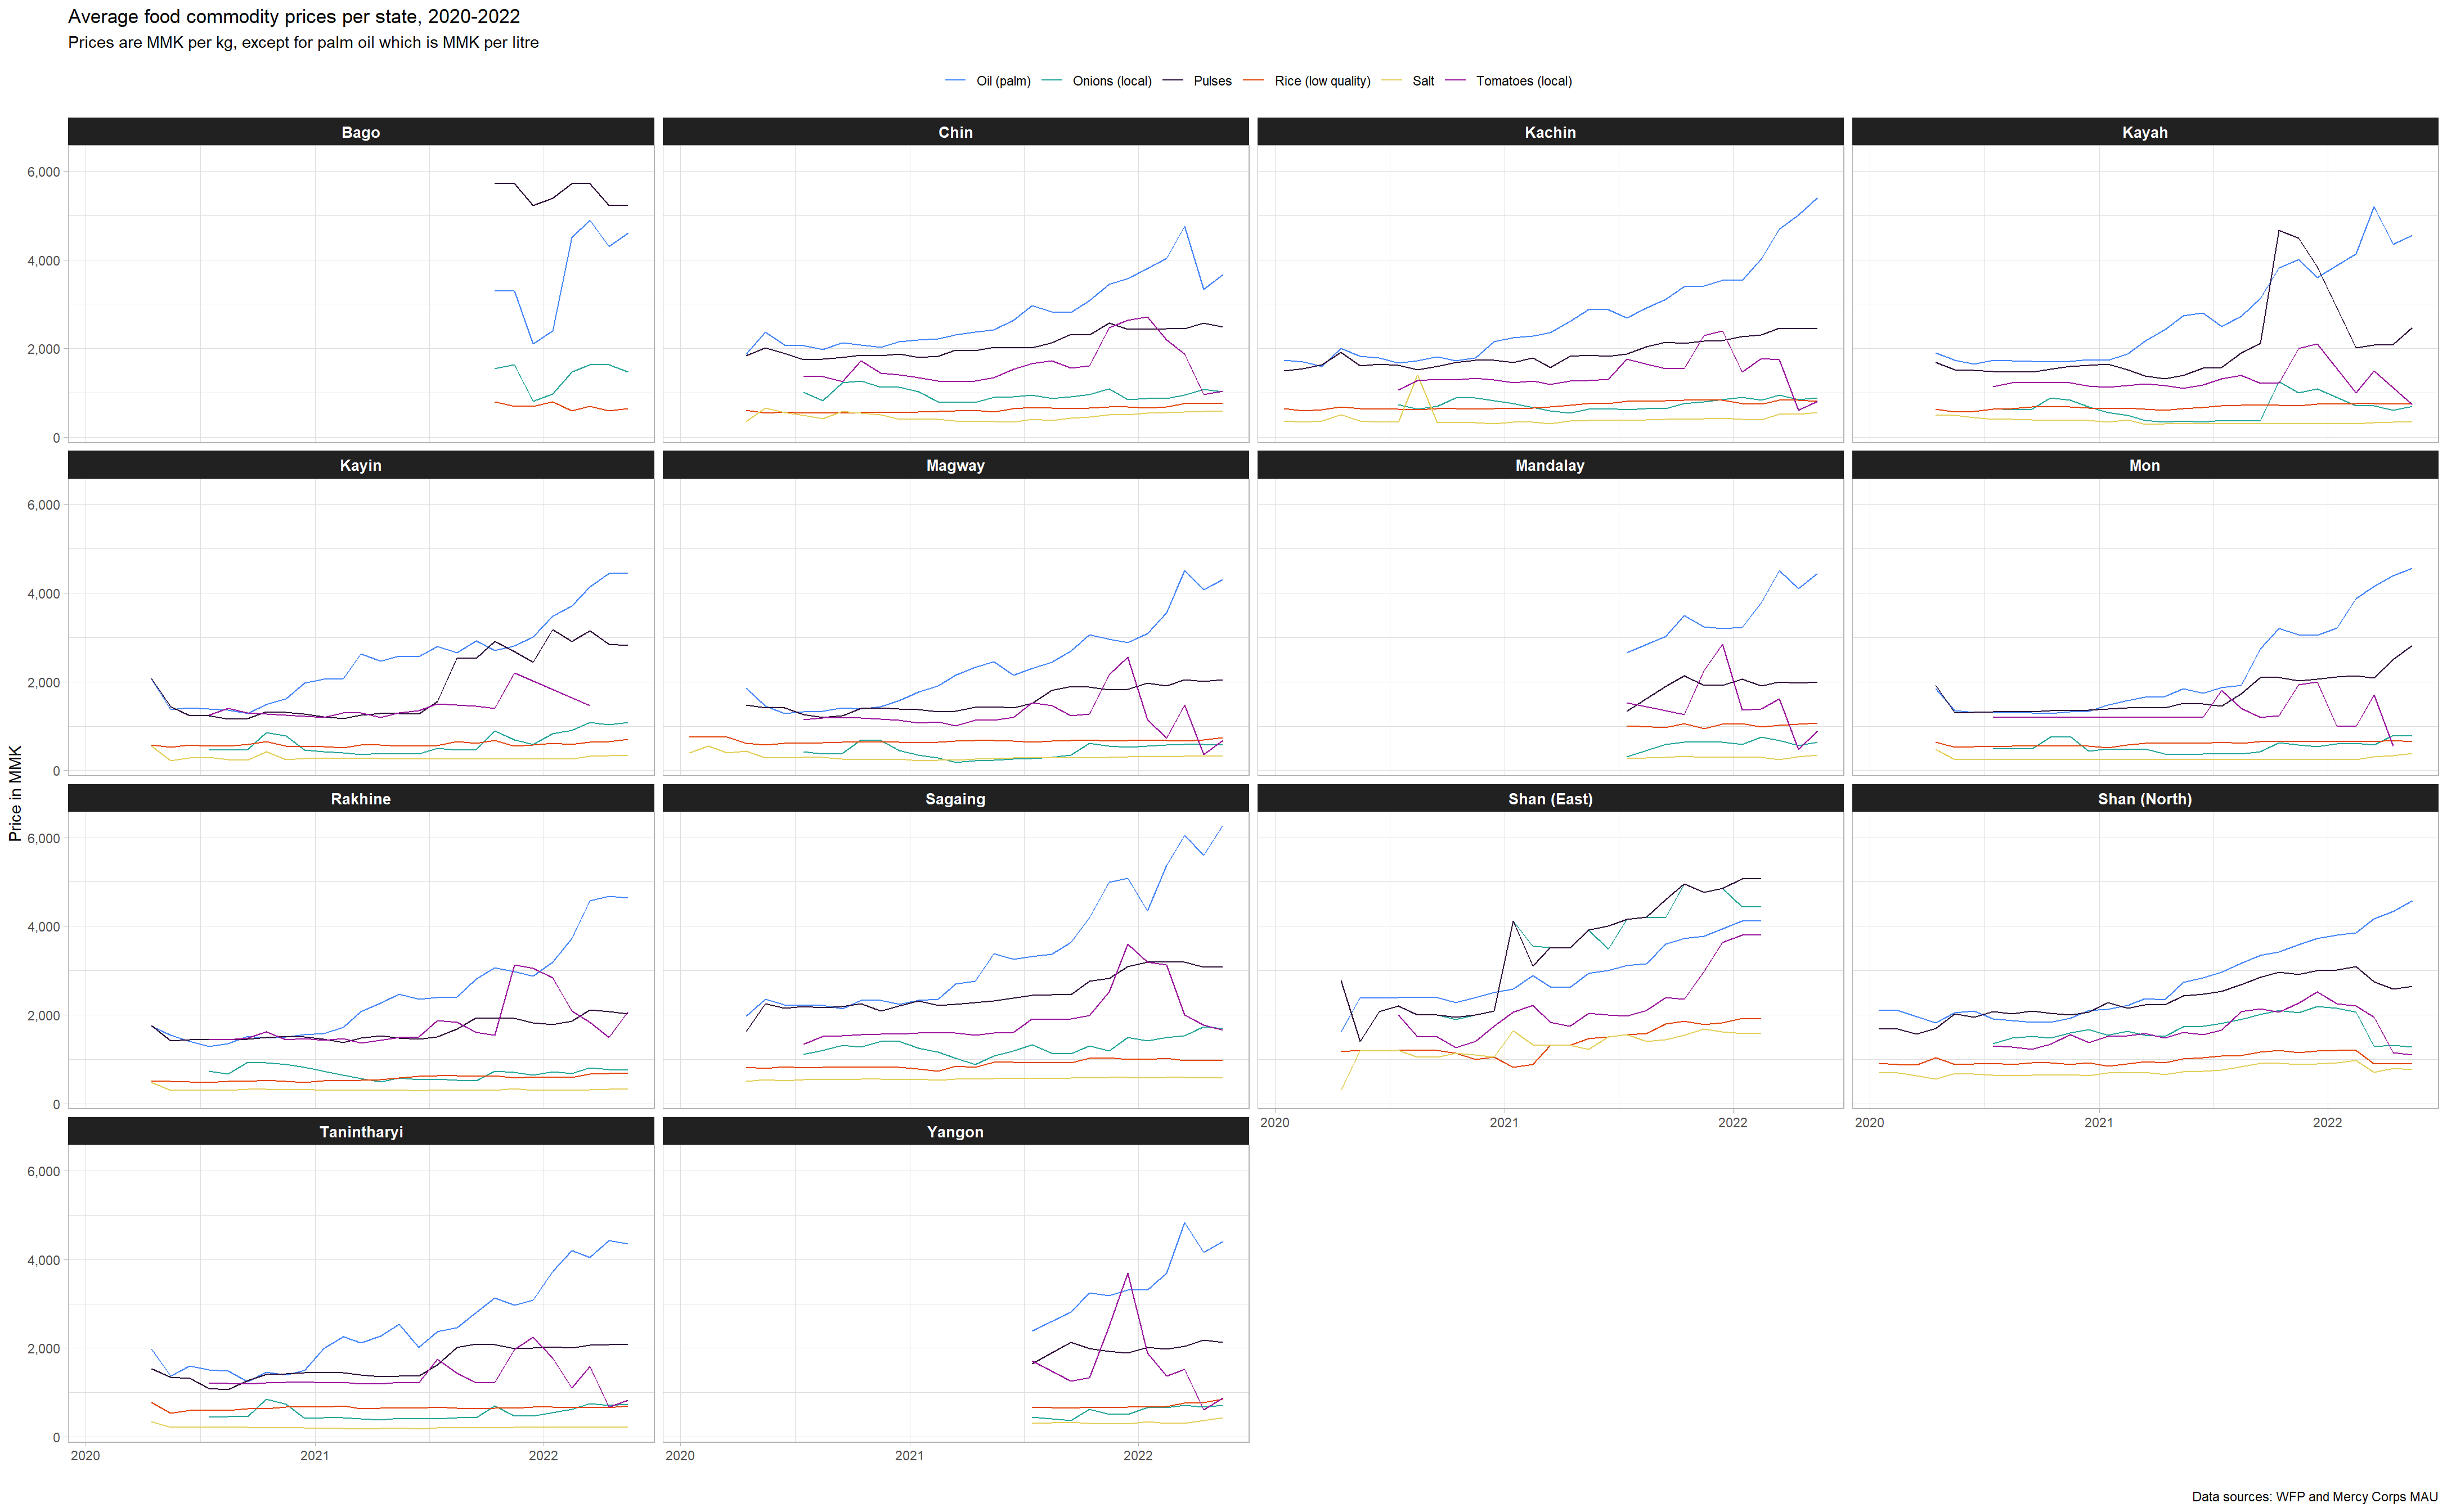 Average food commodity prices per state, 2020-2022
Prices are MMK per kg, except for palm oil which is MMK per litre
Oil (palm) Onions (local) Pulses Rice (low quality) Salt Tomatoes (local)
Bago Chin Kachin Kayah
6,000
4,000
2,000
0
Kayin Magway Mandalay Mon
6,000
4,000
2,000
0
Price in MMK
Rakhine Sagaing Shan (East) Shan (North)
6,000
4,000
2,000
0
2020 2021 2022 2020 2021 2022
Tanintharyi Yangon
6,000
4,000
2,000
0
2020 2021 2022 2020 2021 2022
Data sources: WFP and Mercy Corps MAU